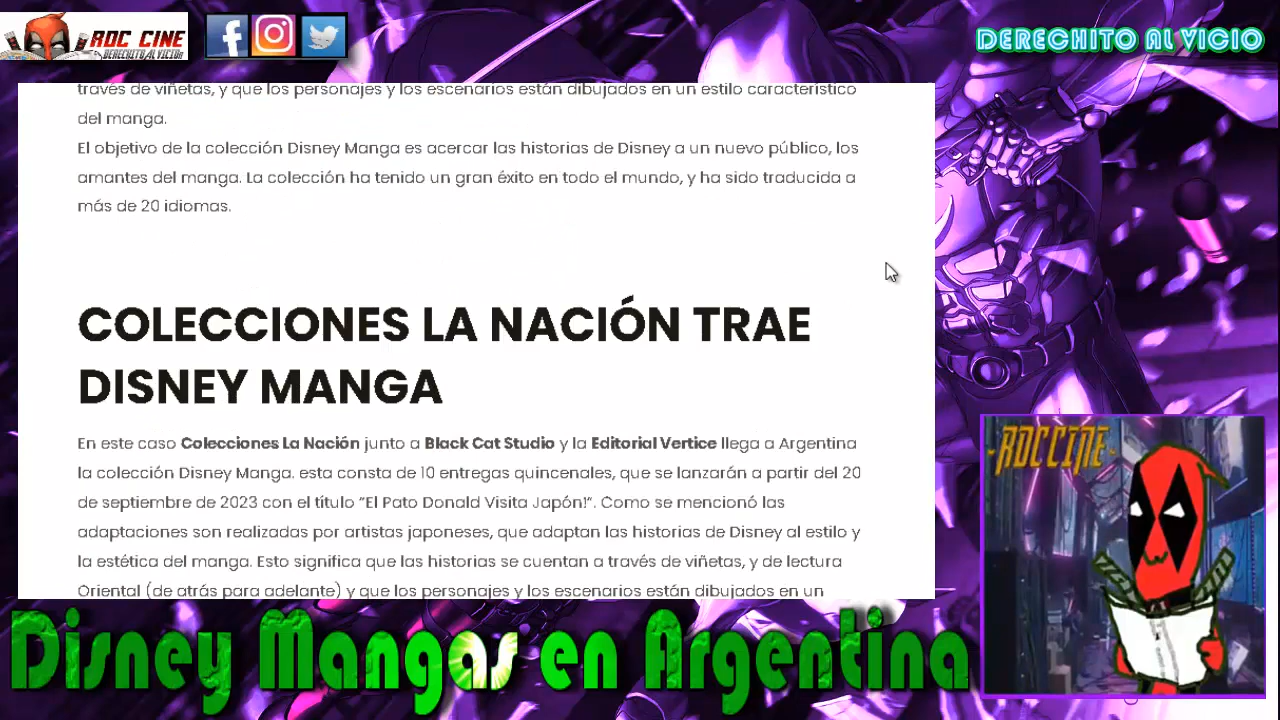 ROC CINE
DERECHITO AL VICIO
DERECHITO AL VICIO
través de viñetas, y que los personajes y los escenarios están dibujados en un estilo característico
del manga.
El objetivo de la colección Disney Manga es acercar las historias de Disney a un nuevo público, los
amantes del manga. La colección ha tenido un gran éxito en todo el mundo, y ha sido traducida a
más de 20 idiomas.
COLECCIONES LA NACIÓN TRAE
DISNEY MANGA
En este caso Colecciones La Nación junto a Black Cat Studio y la Editorial Vertice llega a Argentina
la colección Disney Manga. esta consta de 10 entregas quincenales, que se lanzarán a partir del 20
de septiembre de 2023 con el título "El Pato Donald Visita Japón!". Como se mencionó las
adaptaciones son realizadas por artistas japoneses, que adaptan las historias de Disney al estilo y
la estética del manga. Esto significa que las historias se cuentan a través de viñetas, y de lectura
Oriental (de atrás para adelante) y que los personajes y los escenarios están dibujados en un
-ROCCINE-
Disney Mangas en Argentina